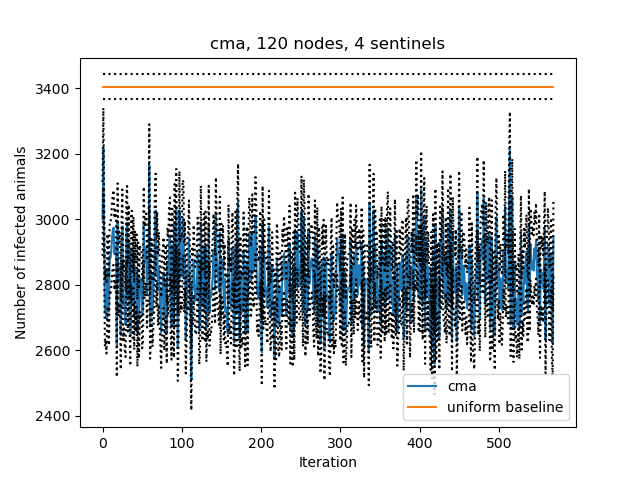 cma, 120 nodes, 4 sentinels
Number of infected animals
3400
3200
3000
2800
2600
2400
0 100 200 300 400 500
Iteration
cma
uniform baseline